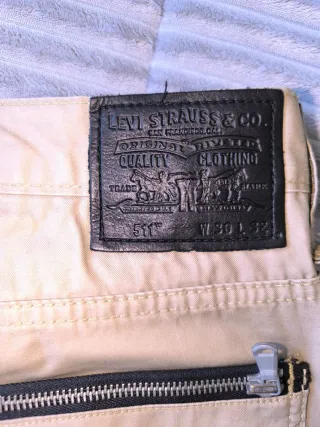 LEVI STRAUSS & CO.
SAN FRANCISCO, CAL.
ORIGINAL RIVETED
QUALITY CLOTHING
TRADE MARK
511™ W 30 L 32